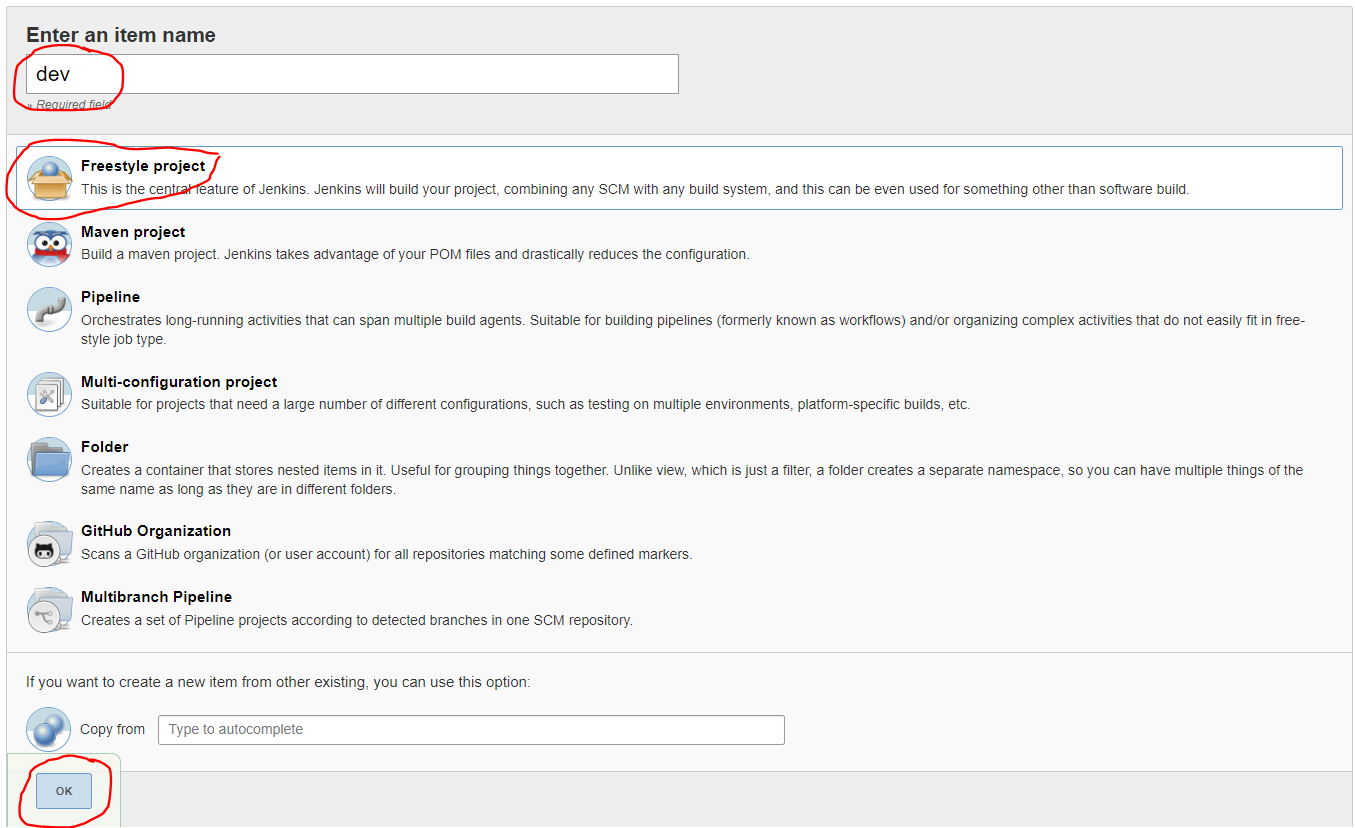 Enter an item name
dev
» Required field
Freestyle project
This is the central feature of Jenkins. Jenkins will build your project, combining any SCM with any build system, and this can be even used for something other than software build.
Maven project
Build a maven project. Jenkins takes advantage of your POM files and drastically reduces the configuration.
Pipeline
Orchestrates long-running activities that can span multiple build agents. Suitable for building pipelines (formerly known as workflows) and/or organizing complex activities that do not easily fit in free-
style job type.
Multi-configuration project
Suitable for projects that need a large number of different configurations, such as testing on multiple environments, platform-specific builds, etc.
Folder
Creates a container that stores nested items in it. Useful for grouping things together. Unlike view, which is just a filter, a folder creates a separate namespace, so you can have multiple things of the
same name as long as they are in different folders.
GitHub Organization
Scans a GitHub organization (or user account) for all repositories matching some defined markers.
Multibranch Pipeline
Creates a set of Pipeline projects according to detected branches in one SCM repository.
If you want to create a new item from other existing, you can use this option:
Copy from
Type to autocomplete
OK